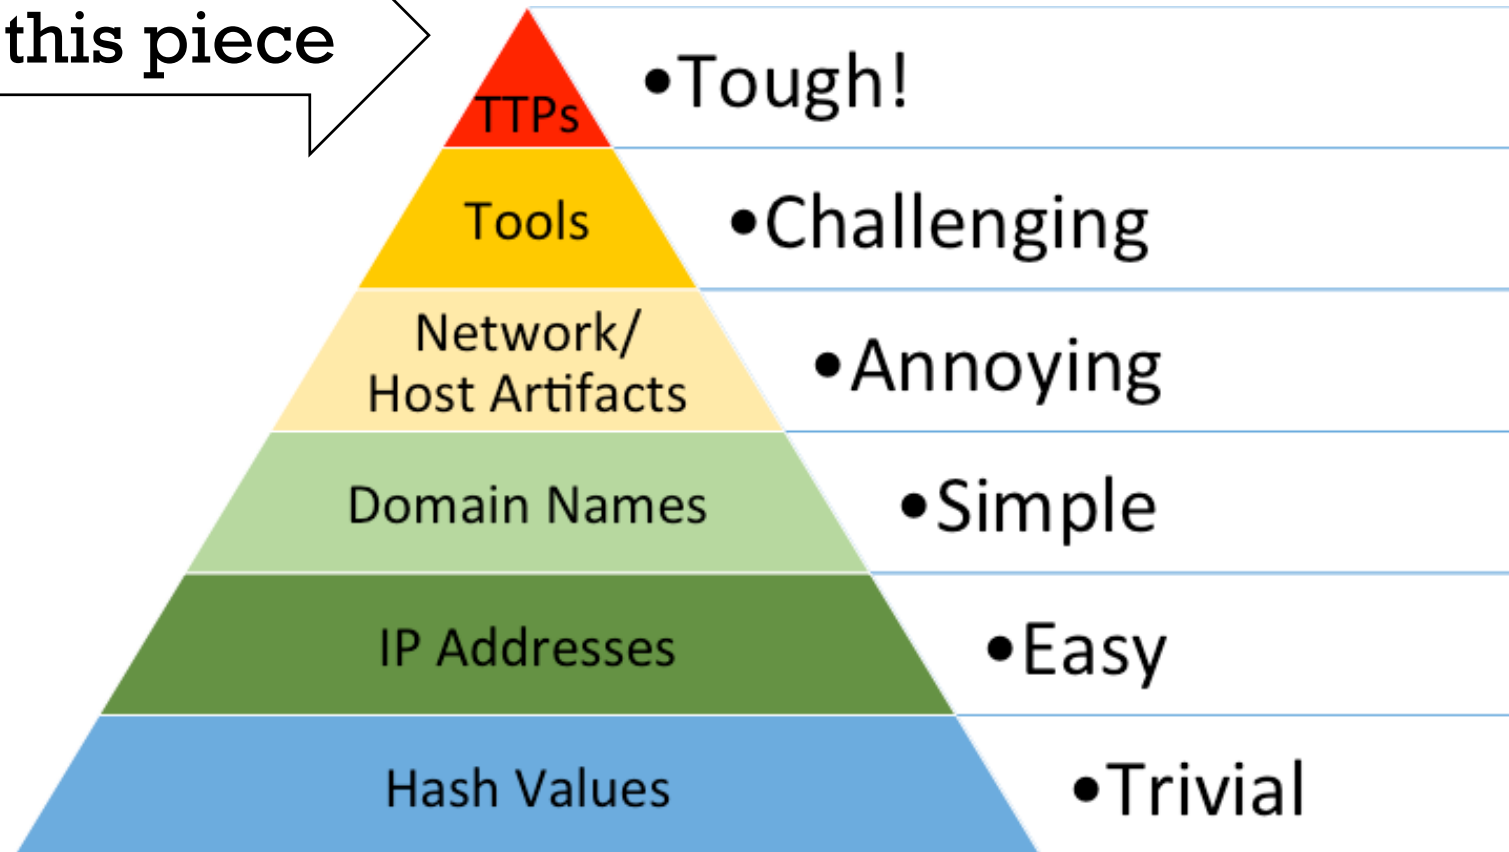 this piece
TTPs
•Tough!
Tools
•Challenging
Network/
Host Artifacts
•Annoying
Domain Names
•Simple
IP Addresses
•Easy
Hash Values
•Trivial